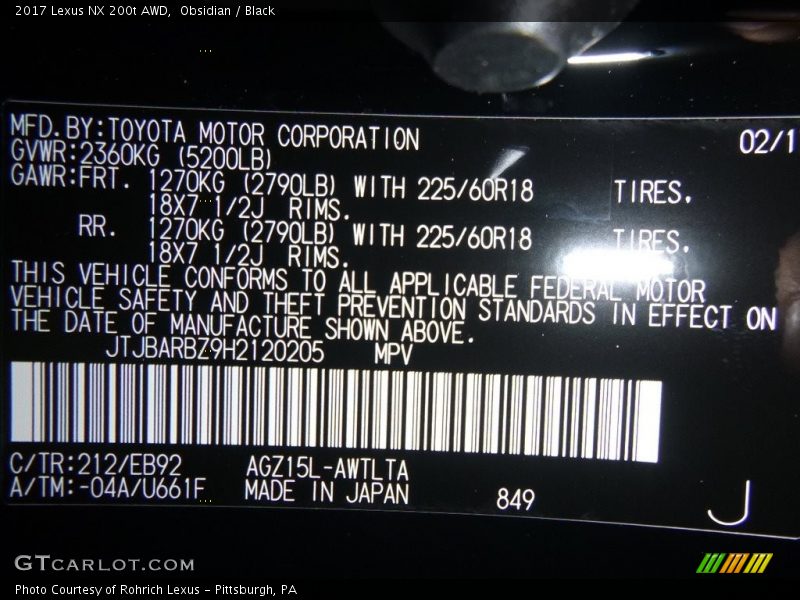 2017 Lexus NX 200t AWD,  Obsidian / Black
MFD.BY:TOYOTA MOTOR CORPORATION 02/1
GVWR:2360KG (5200LB)
GAWR:FRT. 1270KG (2790LB) WITH 225/60R18 TIRES.
18X7 1/2J RIMS.
RR. 1270KG (2790LB) WITH 225/60R18 TIRES.
18X7 1/2J RIMS.
THIS VEHICLE CONFORMS TO ALL APPLICABLE FEDERAL MOTOR
VEHICLE SAFETY AND THEFT PREVENTION STANDARDS IN EFFECT ON
THE DATE OF MANUFACTURE SHOWN ABOVE.
JTJBARBZ9H2120205 MPV
C/TR:212/EB92 AGZ15L-AWTLTA
A/TM:-04A/U661F MADE IN JAPAN 849 J
GTCARLOT.COM
Photo Courtesy of Rohrich Lexus - Pittsburgh, PA